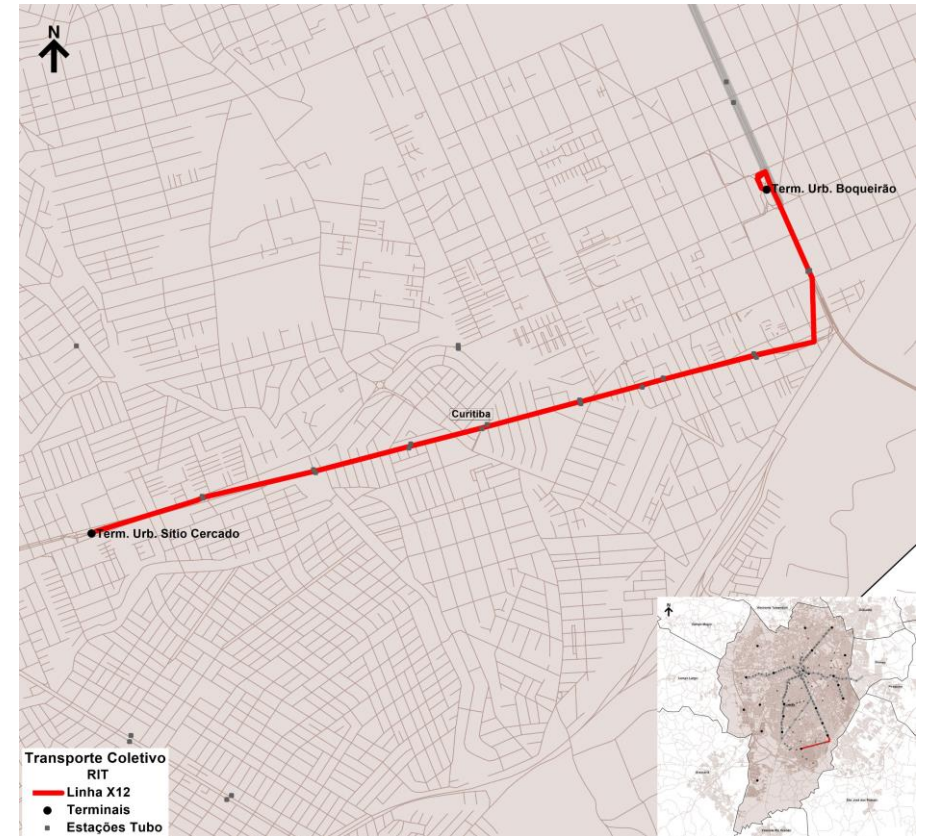 N
Term. Urb. Boqueirão
Curitiba
Term. Urb. Sítio Cercado
Transporte Coletivo
RIT
Linha X12
Terminais
Estações Tubo